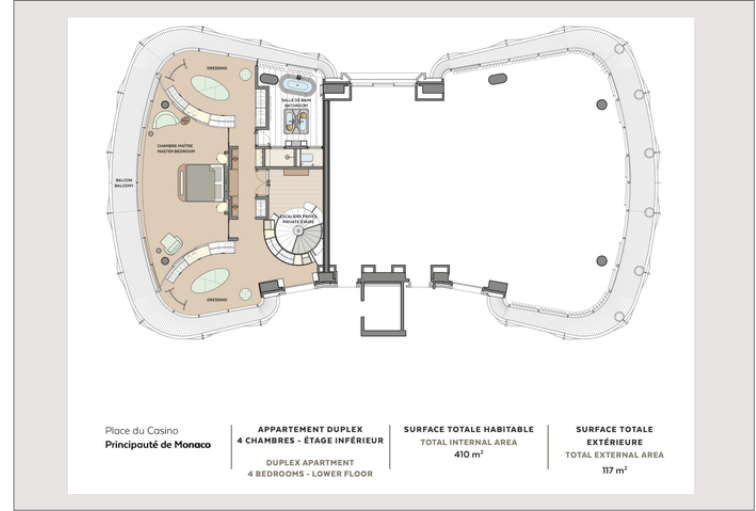 DRESSING
SALLE DE BAIN
BATHROOM
CHAMBRE MAÎTRE
MASTER BEDROOM
BALCON
BALCONY
ESCALIERS PRIVÉS
PRIVATE STAIRS
DRESSING
Place du Casino
Principauté de Monaco
APPARTEMENT DUPLEX
4 CHAMBRES - ÉTAGE INFÉRIEUR
DUPLEX APARTMENT
4 BEDROOMS - LOWER FLOOR
SURFACE TOTALE HABITABLE
TOTAL INTERNAL AREA
410 m²
SURFACE TOTALE
EXTÉRIEURE
TOTAL EXTERNAL AREA
117 m²